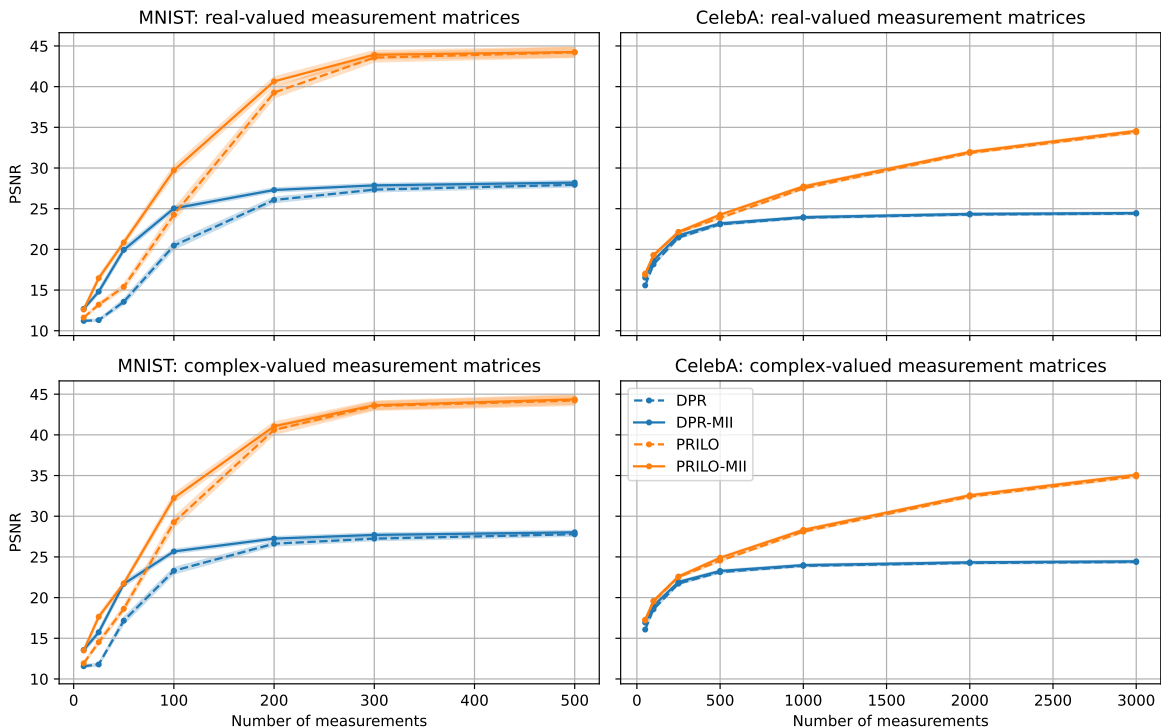 MNIST: real-valued measurement matrices
CelebA: real-valued measurement matrices
PSNR
45
40
35
30
25
20
15
10
MNIST: complex-valued measurement matrices
CelebA: complex-valued measurement matrices
PSNR
45
40
35
30
25
20
15
10
DPR
DPR-MII
PRILO
PRILO-MII
0 100 200 300 400 500
0 500 1000 1500 2000 2500 3000
Number of measurements
Number of measurements